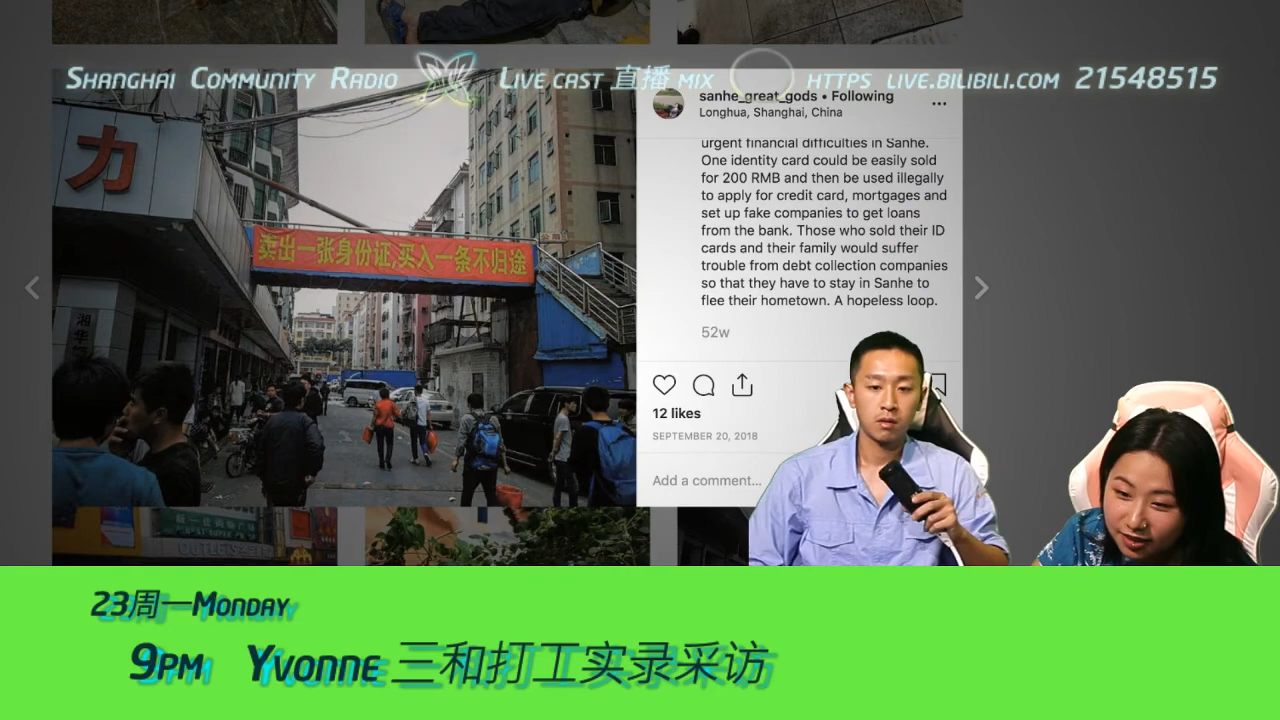 Shanghai Community Radio Live cast 直播 mix https live.bilibili.com 21548515
sanhe_great_gods • Following
Longhua, Shanghai, China
urgent financial difficulties in Sanhe.
One identity card could be easily sold
for 200 RMB and then be used illegally
to apply for credit card, mortgages and
set up fake companies to get loans
from the bank. Those who sold their ID
cards and their family would suffer
trouble from debt collection companies
so that they have to stay in Sanhe to
flee their hometown. A hopeless loop.
52w
12 likes
SEPTEMBER 20, 2018
Add a comment...
力
卖出一张身份证,买入一条不归途
湘华
OUTLETS
23周一Monday
9pm Yvonne 三和打工实录采访